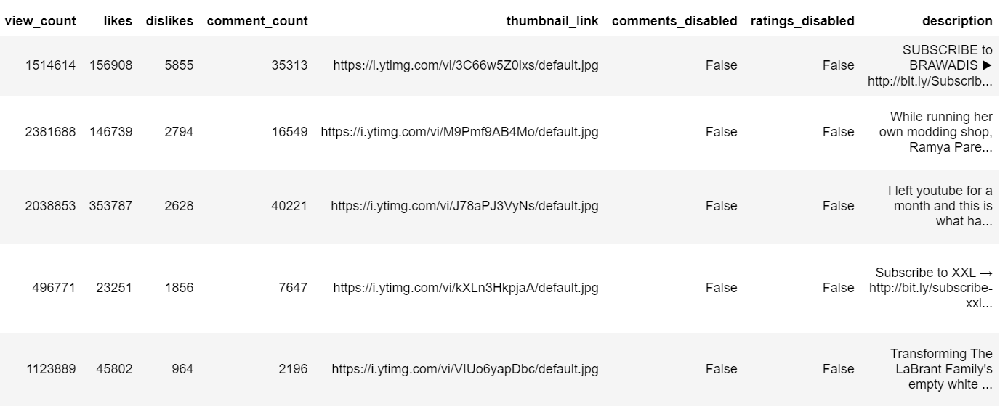 view_count likes dislikes comment_count thumbnail_link comments_disabled ratings_disabled description
1514614 156908 5855 35313 https://i.ytimg.com/vi/3C66w5Z0ixs/default.jpg False False SUBSCRIBE to
BRAWADIS ▶
http://bit.ly/Subscrib...
2381688 146739 2794 16549 https://i.ytimg.com/vi/M9Pmf9AB4Mo/default.jpg False False While running her
own modding shop,
Ramya Pare...
2038853 353787 2628 40221 https://i.ytimg.com/vi/J78aPJ3VyNs/default.jpg False False I left youtube for a
month and this is
what ha...
496771 23251 1856 7647 https://i.ytimg.com/vi/kXLn3HkpjaA/default.jpg False False Subscribe to XXL →
http://bit.ly/subscribe-
xxl...
1123889 45802 964 2196 https://i.ytimg.com/vi/VIUo6yapDbc/default.jpg False False Transforming The
LaBrant Family's
empty white ...